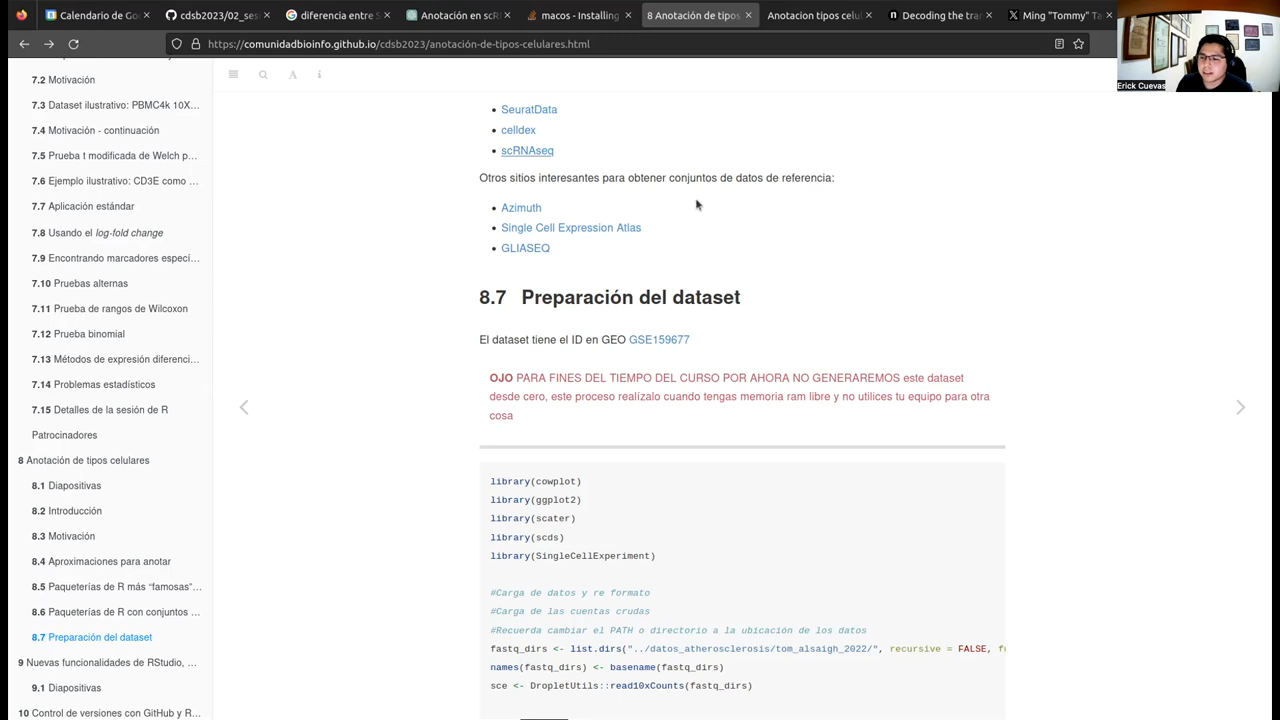 Calendario de Go
cdsb2023/02_ses
diferencia entre S
Anotación en scR
macos - Installing
8 Anotación de tipos
Anotacion tipos celul
Decoding the tra
Ming "Tommy" Ta
https://comunidadbioinfo.github.io/cdsb2023/anotación-de-tipos-celulares.html
Erick Cuevas
7.2 Motivación
7.3 Dataset ilustrativo: PBMC4k 10X...
7.4 Motivación - continuación
7.5 Prueba t modificada de Welch p...
7.6 Ejemplo ilustrativo: CD3E como ...
7.7 Aplicación estándar
7.8 Usando el log-fold change
7.9 Encontrando marcadores especí...
7.10 Pruebas alternas
7.11 Prueba de rangos de Wilcoxon
7.12 Prueba binomial
7.13 Métodos de expresión diferenci...
7.14 Problemas estadísticos
7.15 Detalles de la sesión de R
Patrocinadores
8 Anotación de tipos celulares
8.1 Diapositivas
8.2 Introducción
8.3 Motivación
8.4 Aproximaciones para anotar
8.5 Paqueterías de R más “famosas”...
8.6 Paqueterías de R con conjuntos ...
8.7 Preparación del dataset
9 Nuevas funcionalidades de RStudio, ...
9.1 Diapositivas
10 Control de versiones con GitHub y R...
SeuratData
celldex
scRNAseq
Otros sitios interesantes para obtener conjuntos de datos de referencia:
Azimuth
Single Cell Expression Atlas
GLIASEQ
8.7 Preparación del dataset
El dataset tiene el ID en GEO GSE159677
OJO PARA FINES DEL TIEMPO DEL CURSO POR AHORA NO GENERAREMOS este dataset
desde cero, este proceso realízalo cuando tengas memoria ram libre y no utilices tu equipo para otra
cosa
library(cowplot)
library(ggplot2)
library(scater)
library(scds)
library(SingleCellExperiment)
#Carga de datos y re formato
#Carga de las cuentas crudas
#Recuerda cambiar el PATH o directorio a la ubicación de los datos
fastq_dirs <- list.dirs("../datos_atherosclerosis/tom_alsaigh_2022/", recursive = FALSE, fu
names(fastq_dirs) <- basename(fastq_dirs)
sce <- DropletUtils::read10xCounts(fastq_dirs)